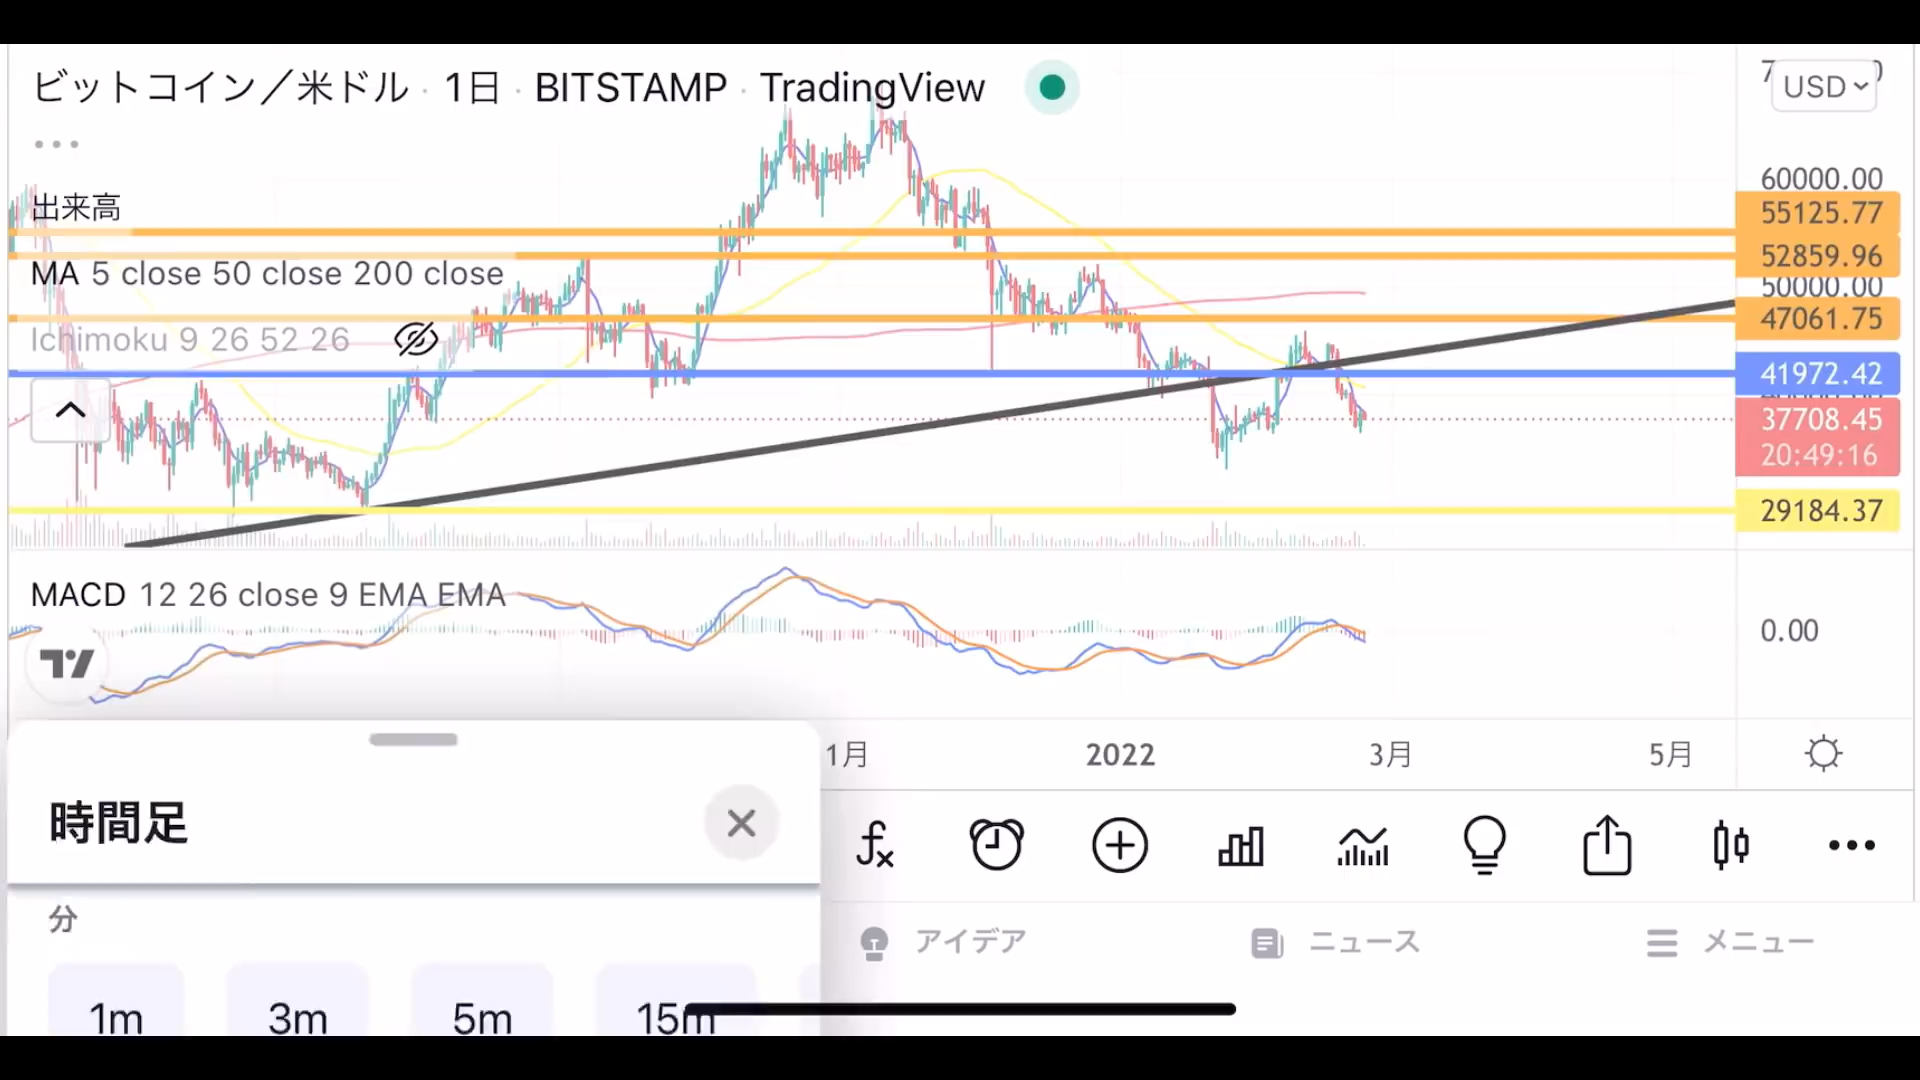 ビットコイン／米ドル · 1日 · BITSTAMP · TradingView
USD
60000.00
出来高
55125.77
52859.96
MA 5 close 50 close 200 close
50000.00
47061.75
Ichimoku 9 26 52 26
41972.42
37708.45
20:49:16
29184.37
MACD 12 26 close 9 EMA EMA
0.00
1月
2022
3月
5月
時間足
分
アイデア
ニュース
メニュー
1m
3m
5m
15m